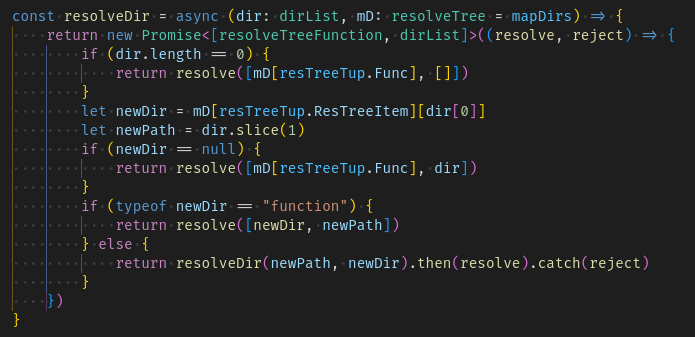 const resolveDir = async (dir: dirList, mD: resolveTree = mapDirs) => {
    return new Promise<[resolveTreeFunction, dirList]>((resolve, reject) => {
        if (dir.length == 0) {
            return resolve([mD[resTreeTup.Func], []])
        }
        let newDir = mD[resTreeTup.ResTreeItem][dir[0]]
        let newPath = dir.slice(1)
        if (newDir == null) {
            return resolve([mD[resTreeTup.Func], dir])
        }
        if (typeof newDir == "function") {
            return resolve([newDir, newPath])
        } else {
            return resolveDir(newPath, newDir).then(resolve).catch(reject)
        }
    })
}